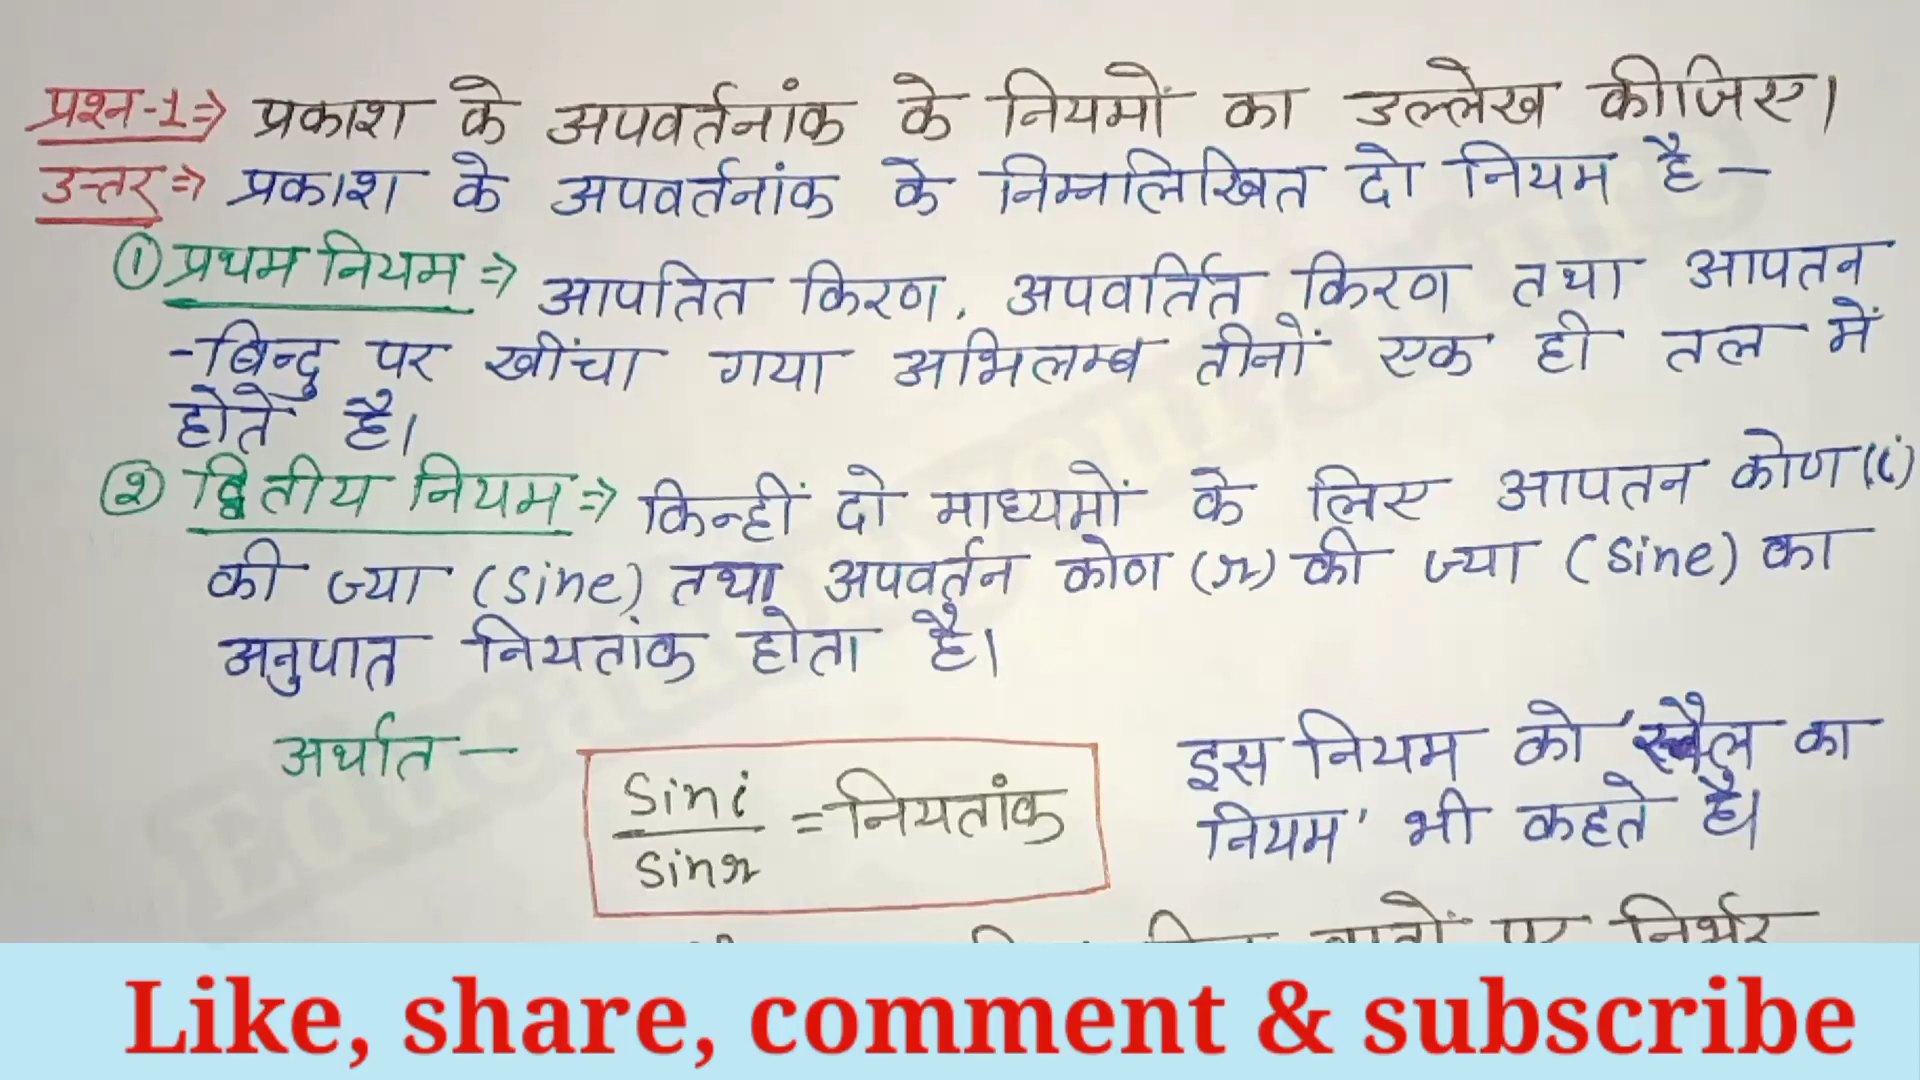 प्रश्न-1⇒ प्रकाश के अपवर्तनांक के नियमों का उल्लेख कीजिए।
उत्तर⇒ प्रकाश के अपवर्तनांक के निम्नलिखित दो नियम है -
① प्रथम नियम ⇒ आपतित किरण, अपवर्तित किरण तथा आपतन
-बिन्दु पर खींचा गया अभिलम्ब तीनों एक ही तल में
होते है।
② द्वितीय नियम ⇒ किन्हीं दो माध्यमों के लिए आपतन कोण (i)
की ज्या (sine) तथा अपवर्तन कोण (r) की ज्या (sine) का
अनुपात नियतांक होता है।
अर्थात -
sin i / sin r = नियतांक
इस नियम को 'स्नैल का
नियम' भी कहते है।
पर निर्भर
Like, share, comment & subscribe